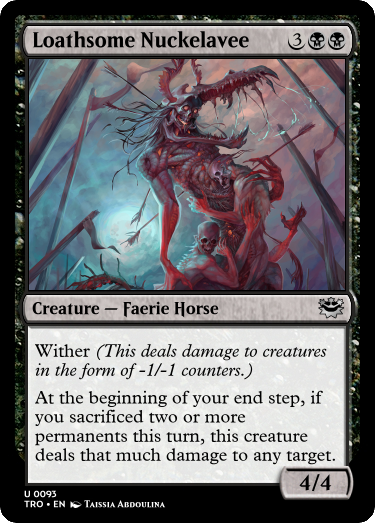 Loathsome Nuckelavee 3
Creature — Faerie Horse
Wither (This deals damage to creatures
in the form of -1/-1 counters.)
At the beginning of your end step, if
you sacrificed two or more
permanents this turn, this creature
deals that much damage to any target.
4/4
U 0093
TRO • EN Taissia Abdoulina